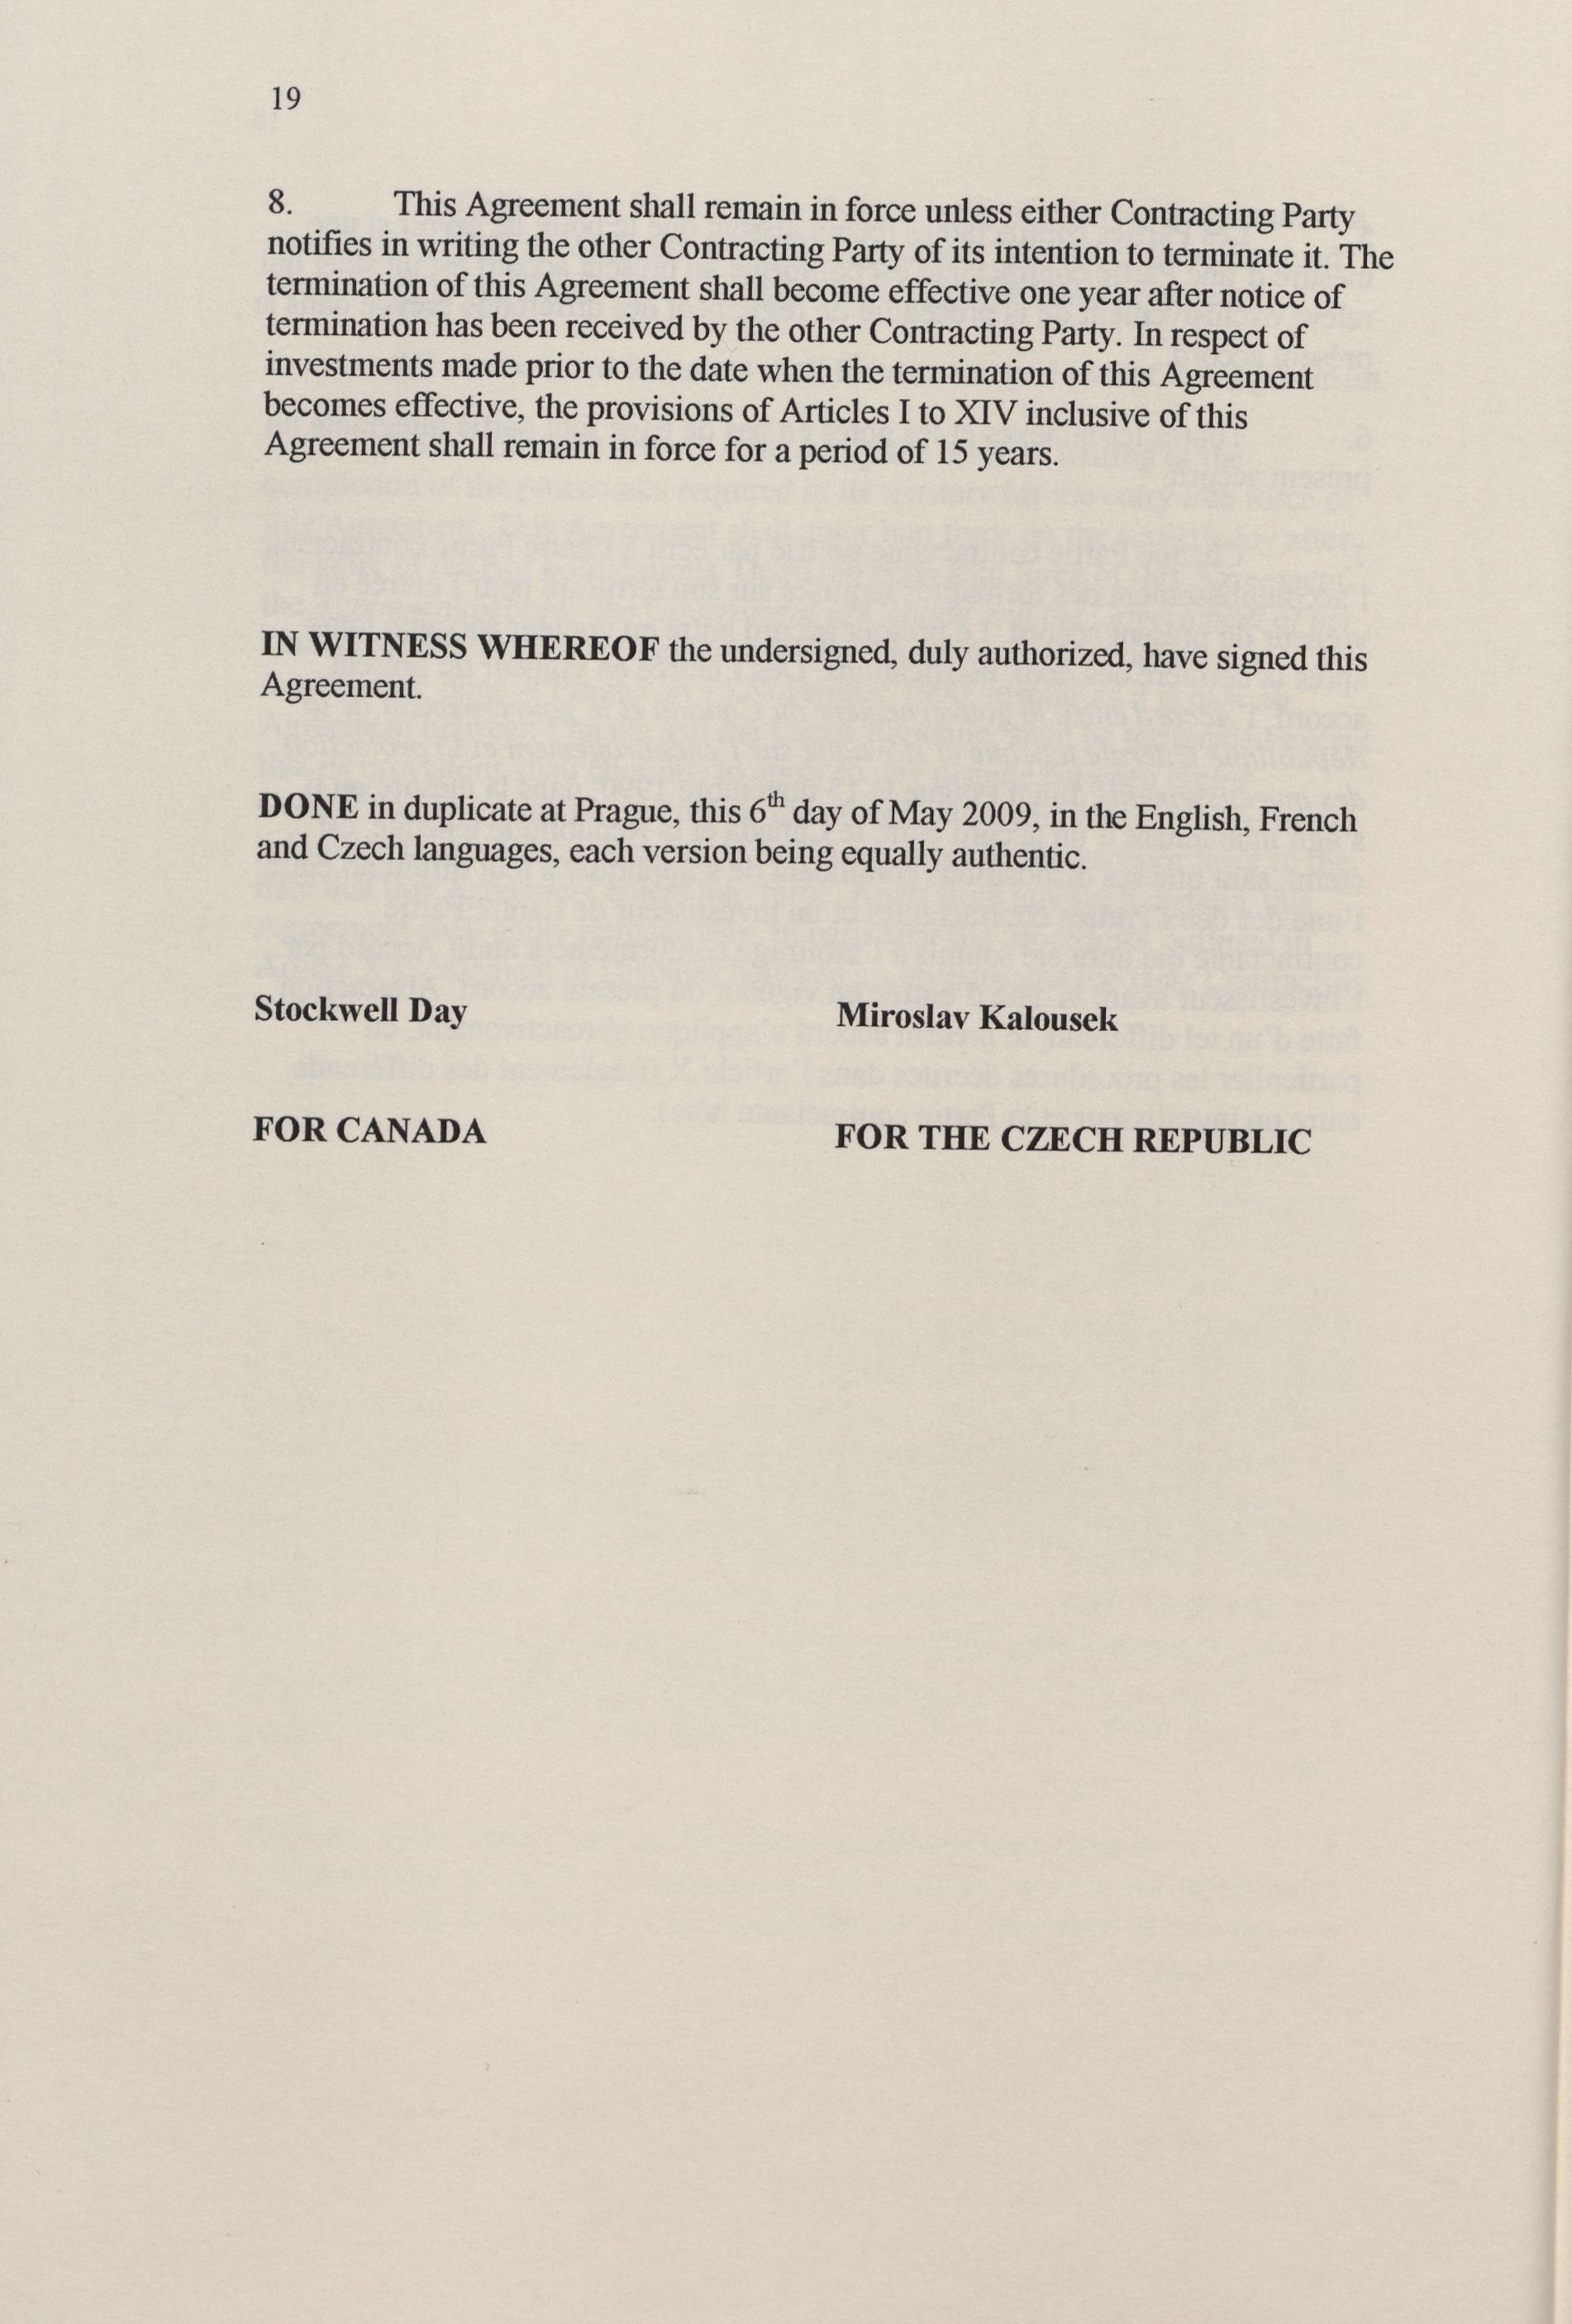 19
8. This Agreement shall remain in force unless either Contracting Party
notifies in writing the other Contracting Party of its intention to terminate it. The
termination of this Agreement shall become effective one year after notice of
termination has been received by the other Contracting Party. In respect of
investments made prior to the date when the termination of this Agreement
becomes effective, the provisions of Articles I to XIV inclusive of this
Agreement shall remain in force for a period of 15 years.
IN WITNESS WHEREOF the undersigned, duly authorized, have signed this
Agreement.
DONE in duplicate at Prague, this 6th day of May 2009, in the English, French
and Czech languages, each version being equally authentic.
Stockwell Day Miroslav Kalousek
FOR CANADA FOR THE CZECH REPUBLIC